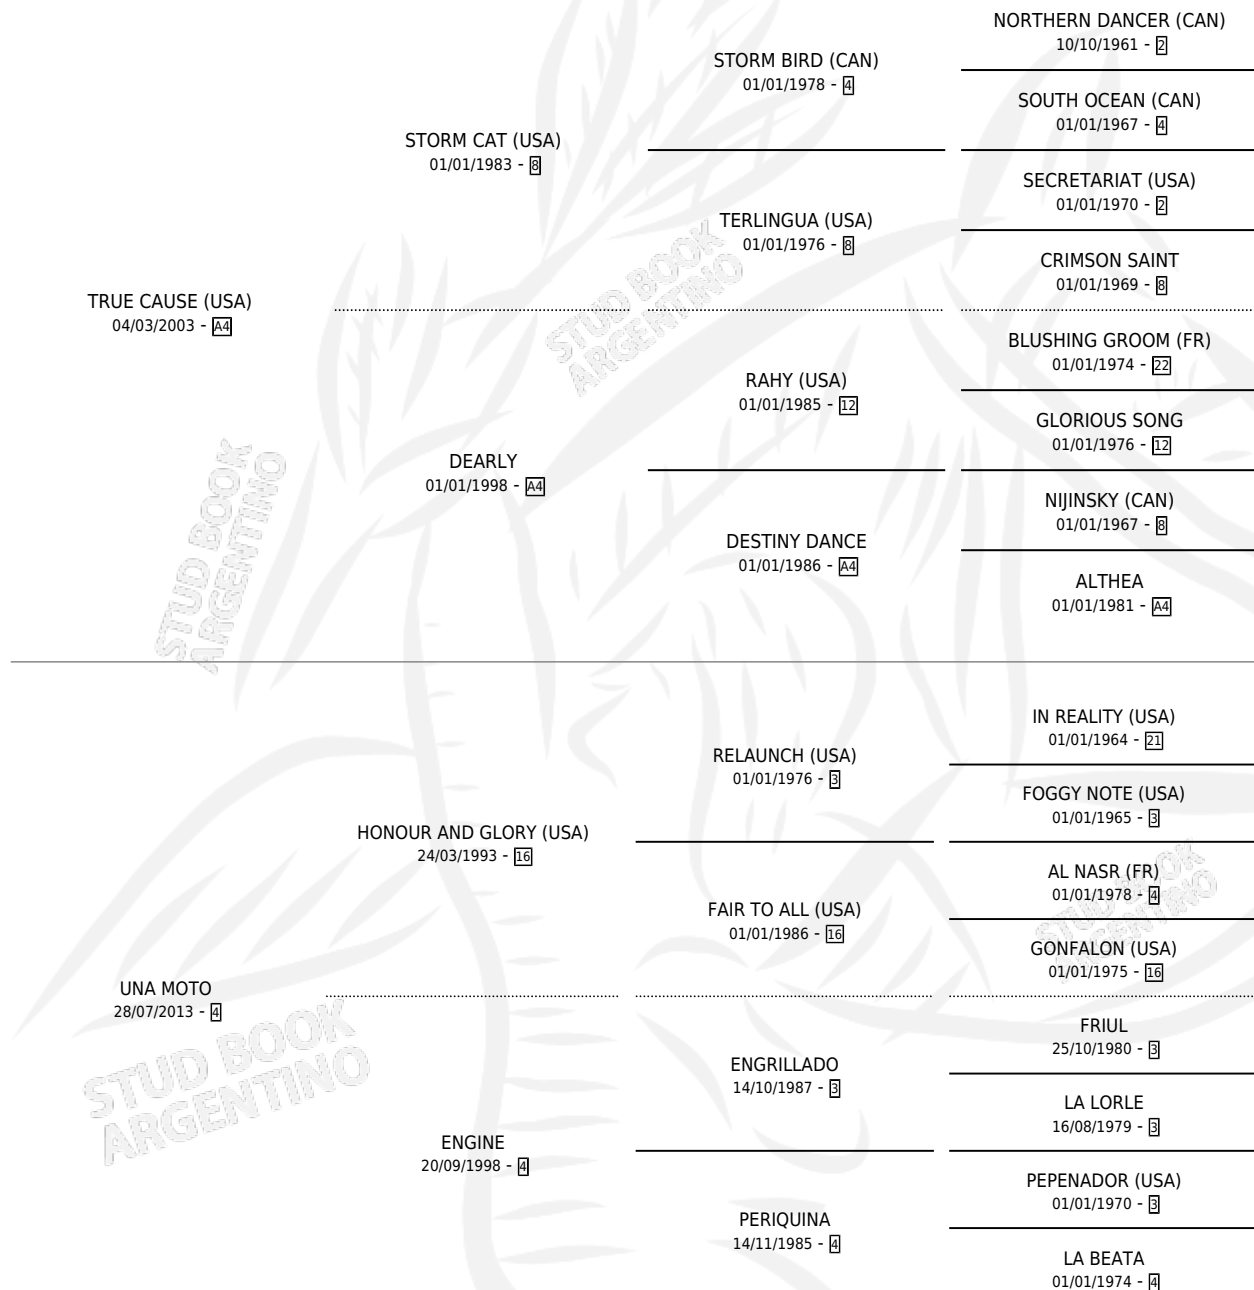 NORTHERN DANCER (CAN)
10/10/1961 - 2
STORM BIRD (CAN)
01/01/1978 - 4
SOUTH OCEAN (CAN)
01/01/1967 - 4
STORM CAT (USA)
01/01/1983 - 8
SECRETARIAT (USA)
01/01/1970 - 2
TERLINGUA (USA)
01/01/1976 - 8
CRIMSON SAINT
01/01/1969 - 8
TRUE CAUSE (USA)
04/03/2003 - A4
BLUSHING GROOM (FR)
01/01/1974 - 22
RAHY (USA)
01/01/1985 - 12
GLORIOUS SONG
01/01/1976 - 12
DEARLY
01/01/1998 - A4
NIJINSKY (CAN)
01/01/1967 - 8
DESTINY DANCE
01/01/1986 - A4
ALTHEA
01/01/1981 - A4
IN REALITY (USA)
01/01/1964 - 21
RELAUNCH (USA)
01/01/1976 - 3
FOGGY NOTE (USA)
01/01/1965 - 3
HONOUR AND GLORY (USA)
24/03/1993 - 16
AL NASR (FR)
01/01/1978 - 4
FAIR TO ALL (USA)
01/01/1986 - 16
GONFALON (USA)
01/01/1975 - 16
UNA MOTO
28/07/2013 - 4
FRIUL
25/10/1980 - 3
ENGRILLADO
14/10/1987 - 3
LA LORLE
16/08/1979 - 3
ENGINE
20/09/1998 - 4
PEPENADOR (USA)
01/01/1970 - 3
PERIQUINA
14/11/1985 - 4
LA BEATA
01/01/1974 - 4
STUD BOOK
ARGENTINO
STUD BOOK
ARGENTINO
STUD BOOK
ARGENTINO
STUD BOOK
ARGENTINO